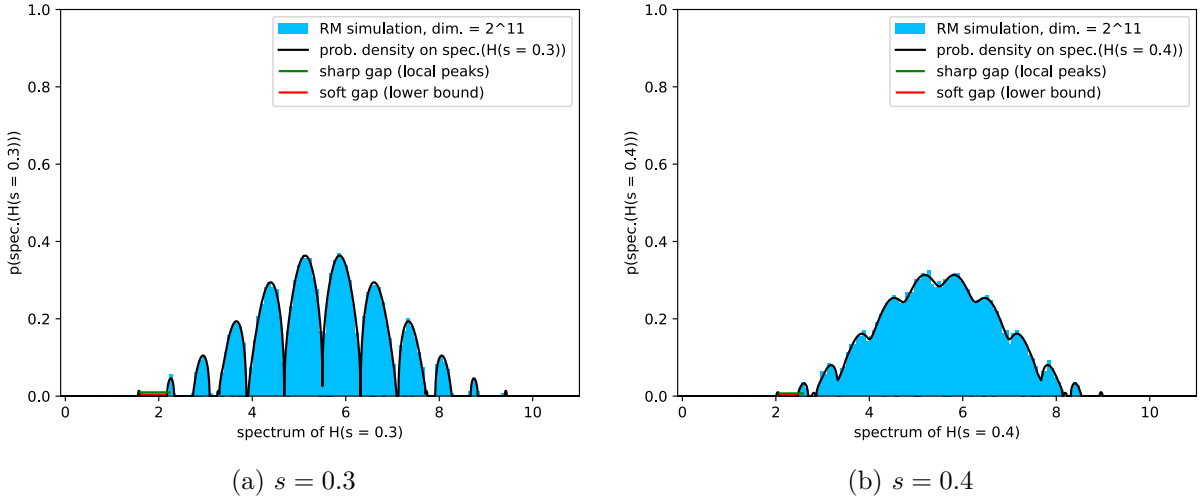 1.0
0.8
0.6
0.4
0.2
0.0
p(spec.(H(s = 0.3)))
RM simulation, dim. = 2^11
prob. density on spec.(H(s = 0.3))
sharp gap (local peaks)
soft gap (lower bound)
0 2 4 6 8 10
spectrum of H(s = 0.3)
(a) s = 0.3
1.0
0.8
0.6
0.4
0.2
0.0
p(spec.(H(s = 0.4)))
RM simulation, dim. = 2^11
prob. density on spec.(H(s = 0.4))
sharp gap (local peaks)
soft gap (lower bound)
0 2 4 6 8 10
spectrum of H(s = 0.4)
(b) s = 0.4